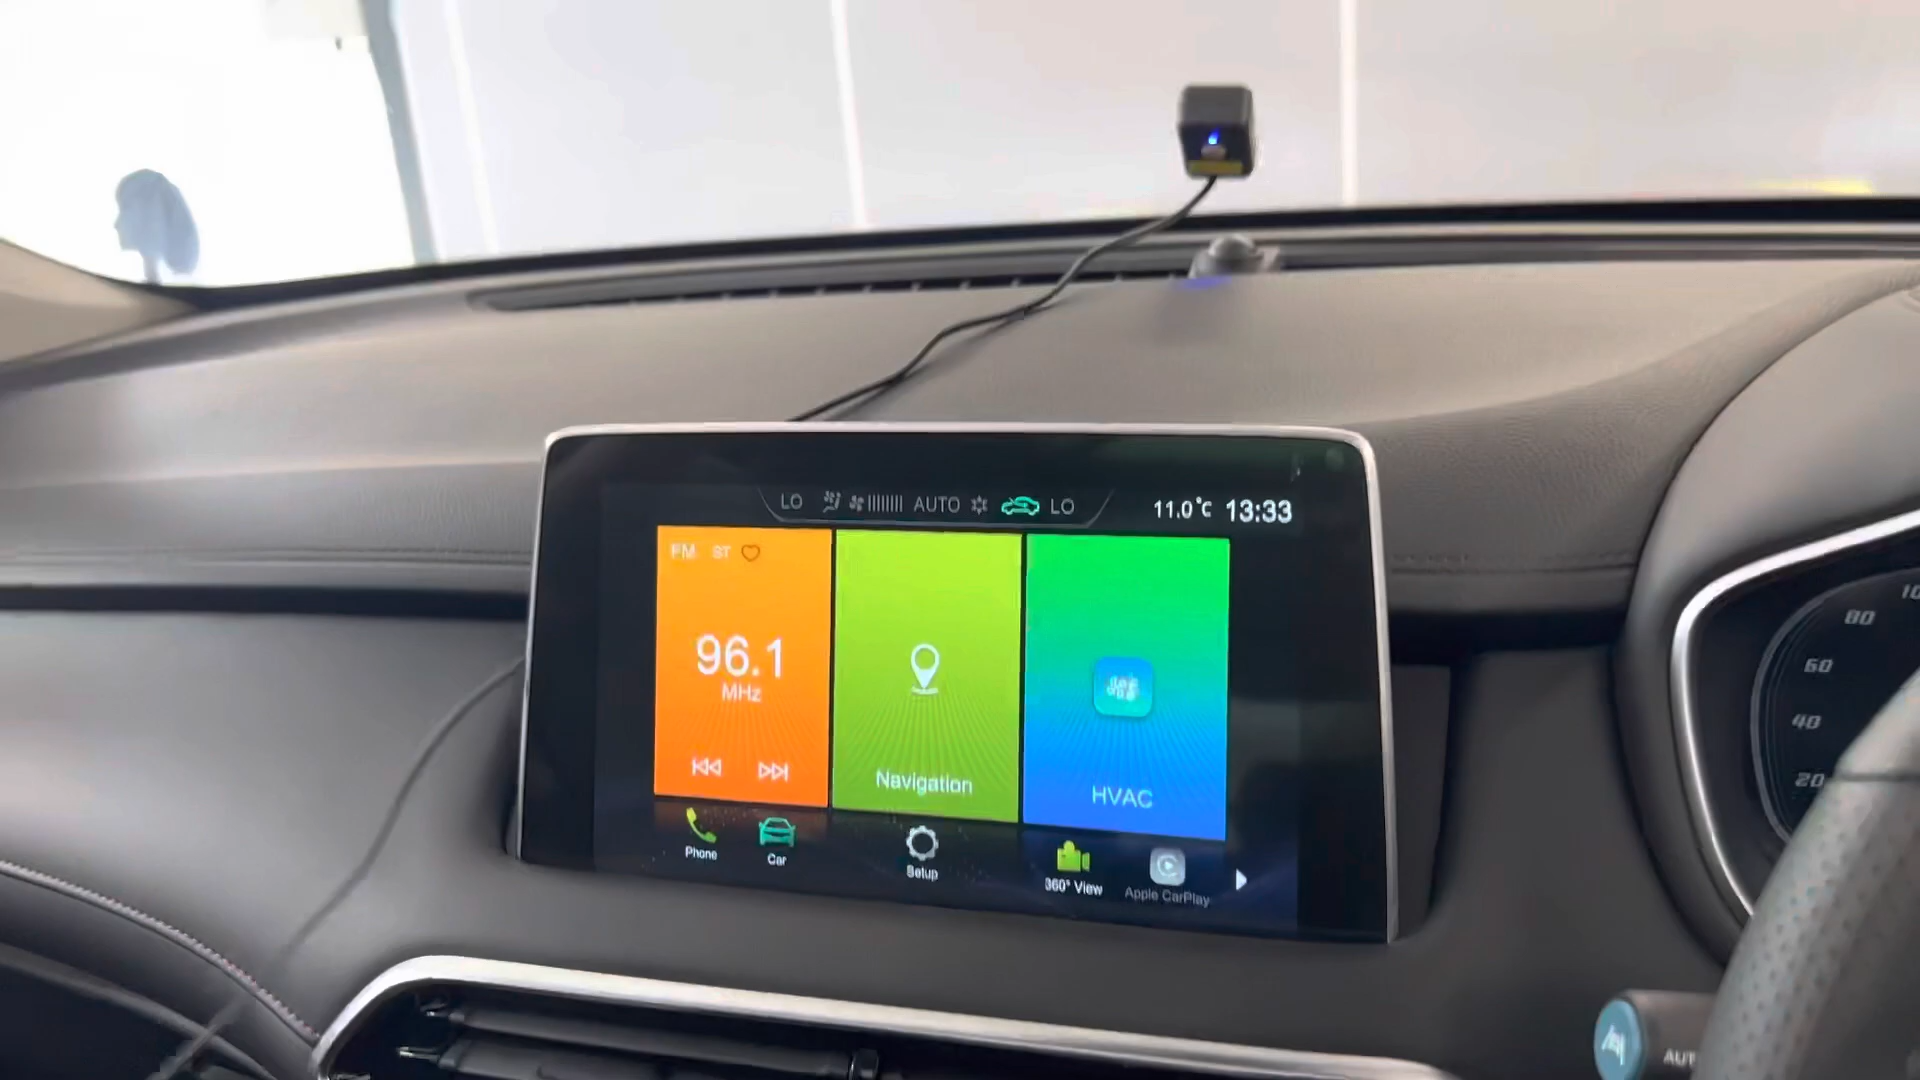 LO AUTO LO 11.0°C 13:33
FM ST
96.1
MHz
Navigation
HVAC
Phone
Car
Setup
360° View
Apple CarPlay
80
60
40
20